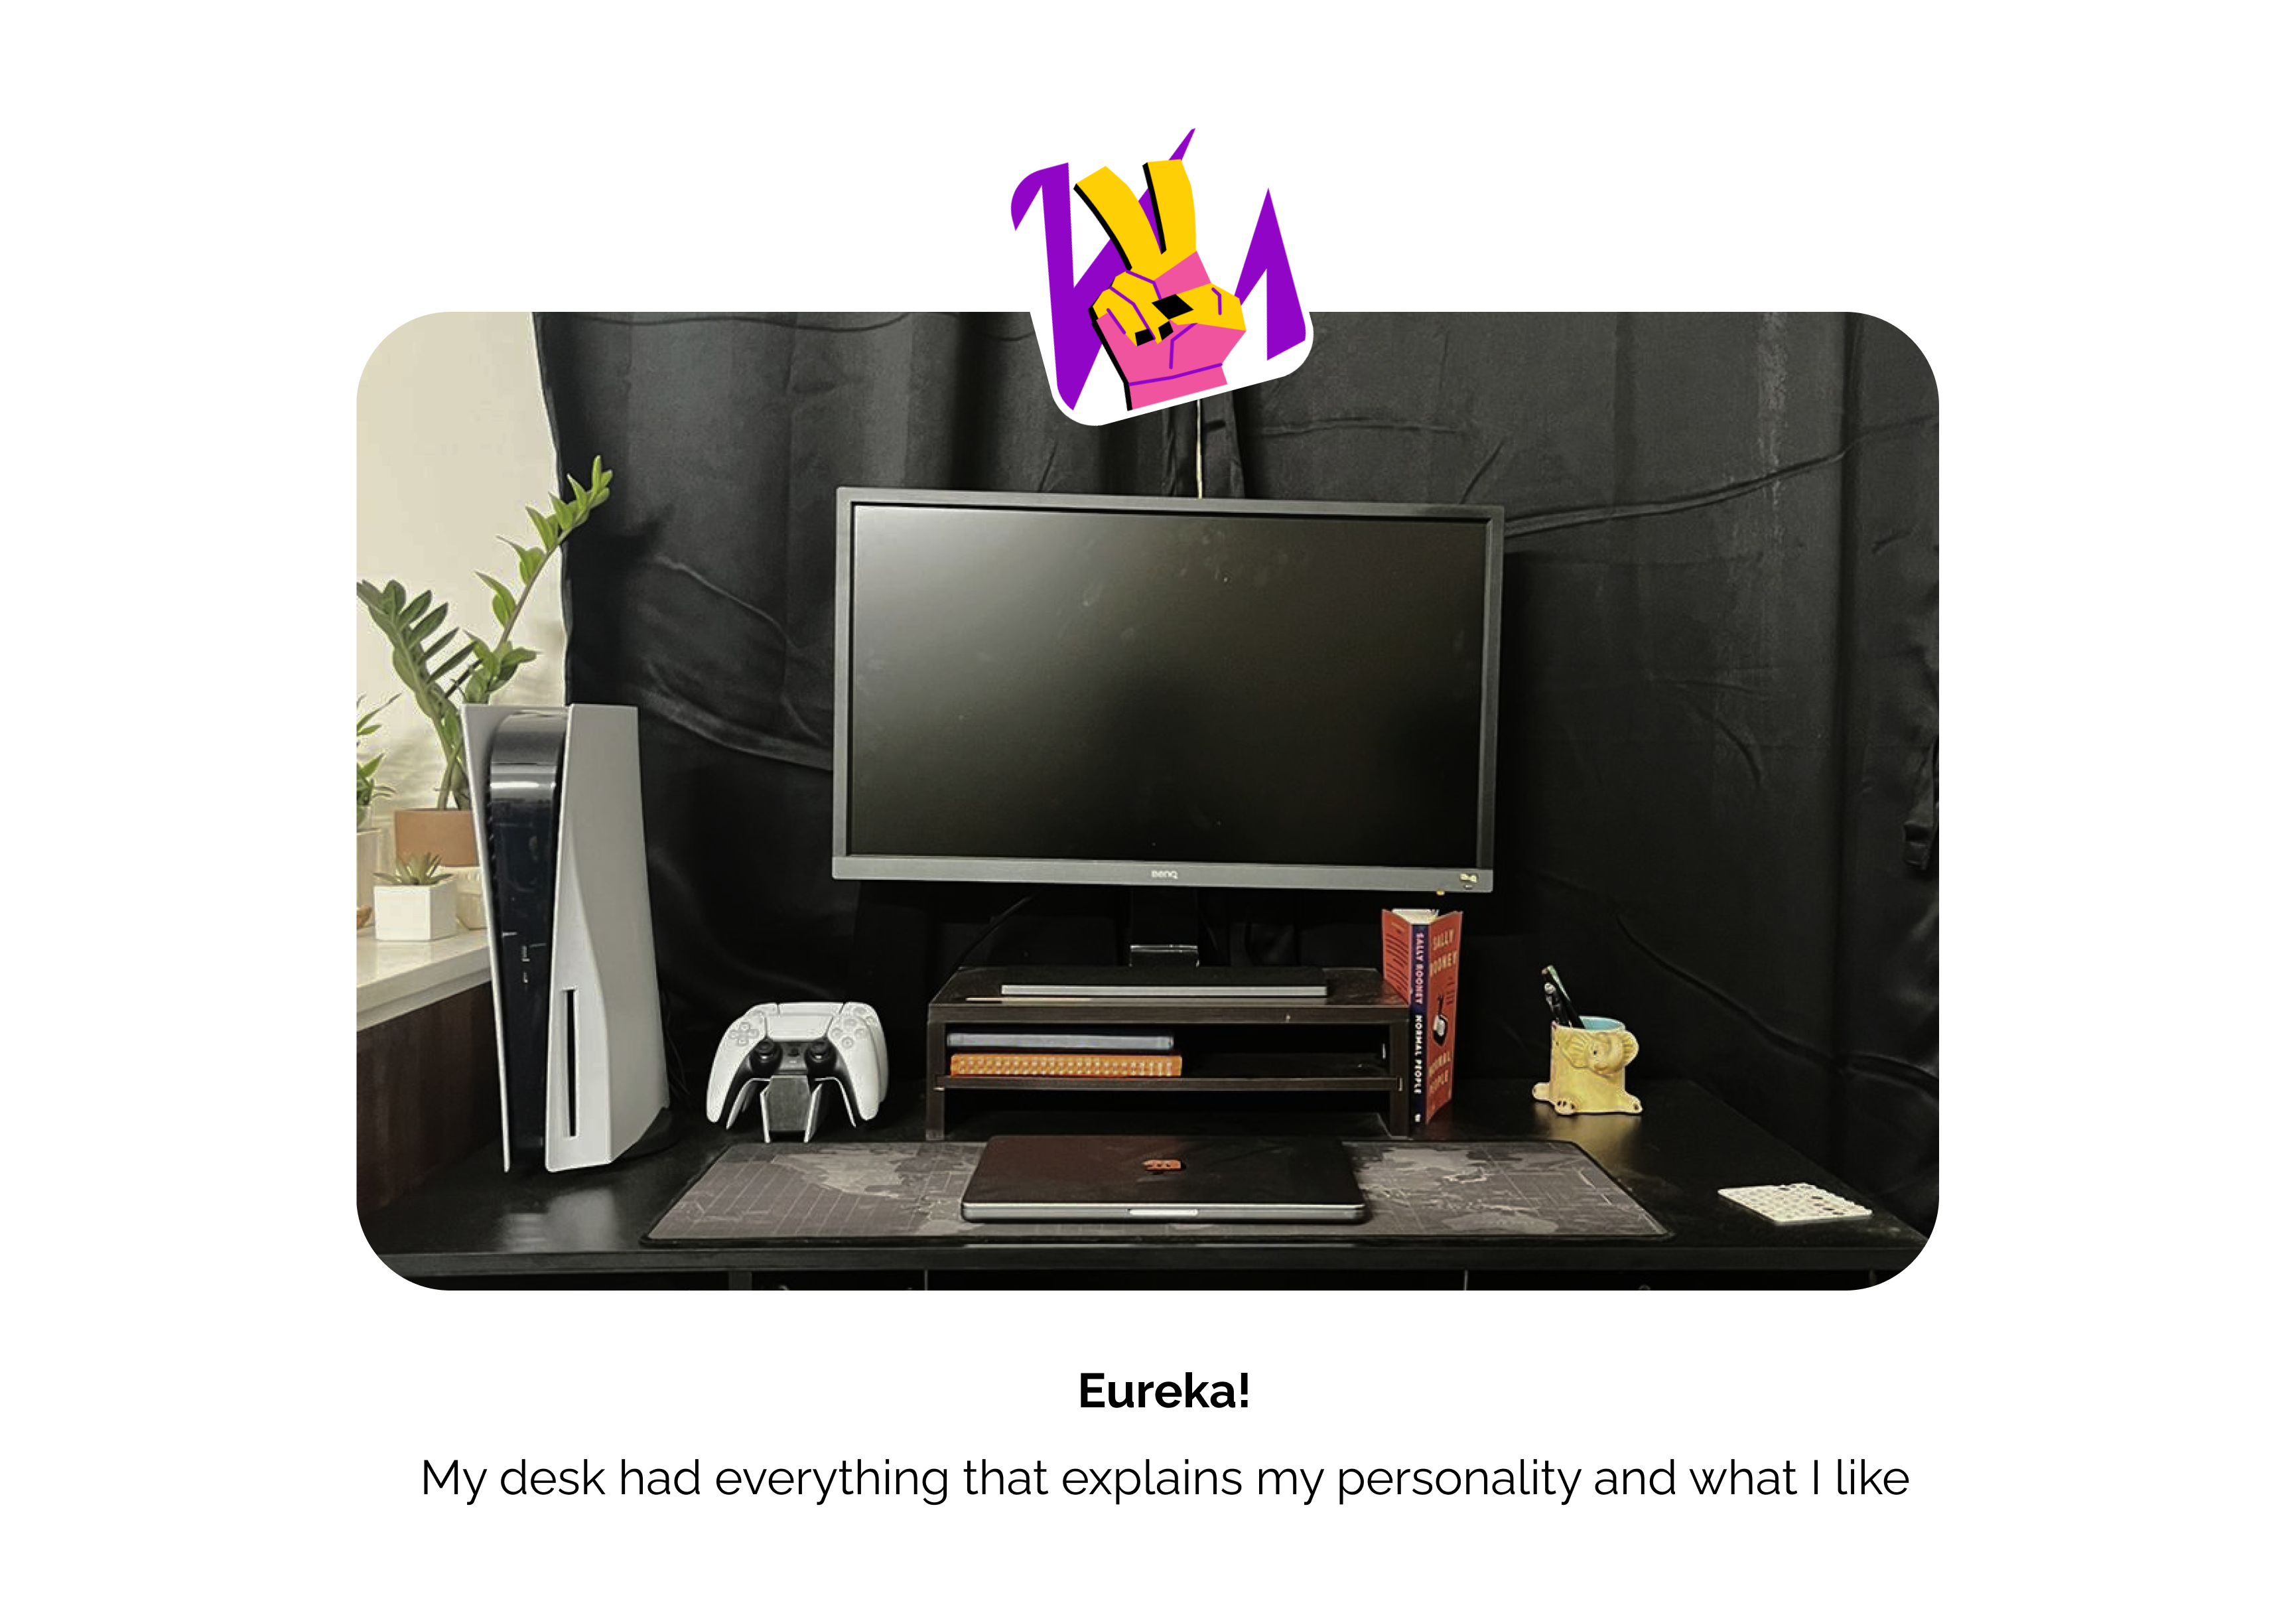 KM
BenQ
SALLY ROONEY NORMAL PEOPLE
SALLY
ROONEY
NORMAL
PEOPLE
Eureka!
My desk had everything that explains my personality and what I like